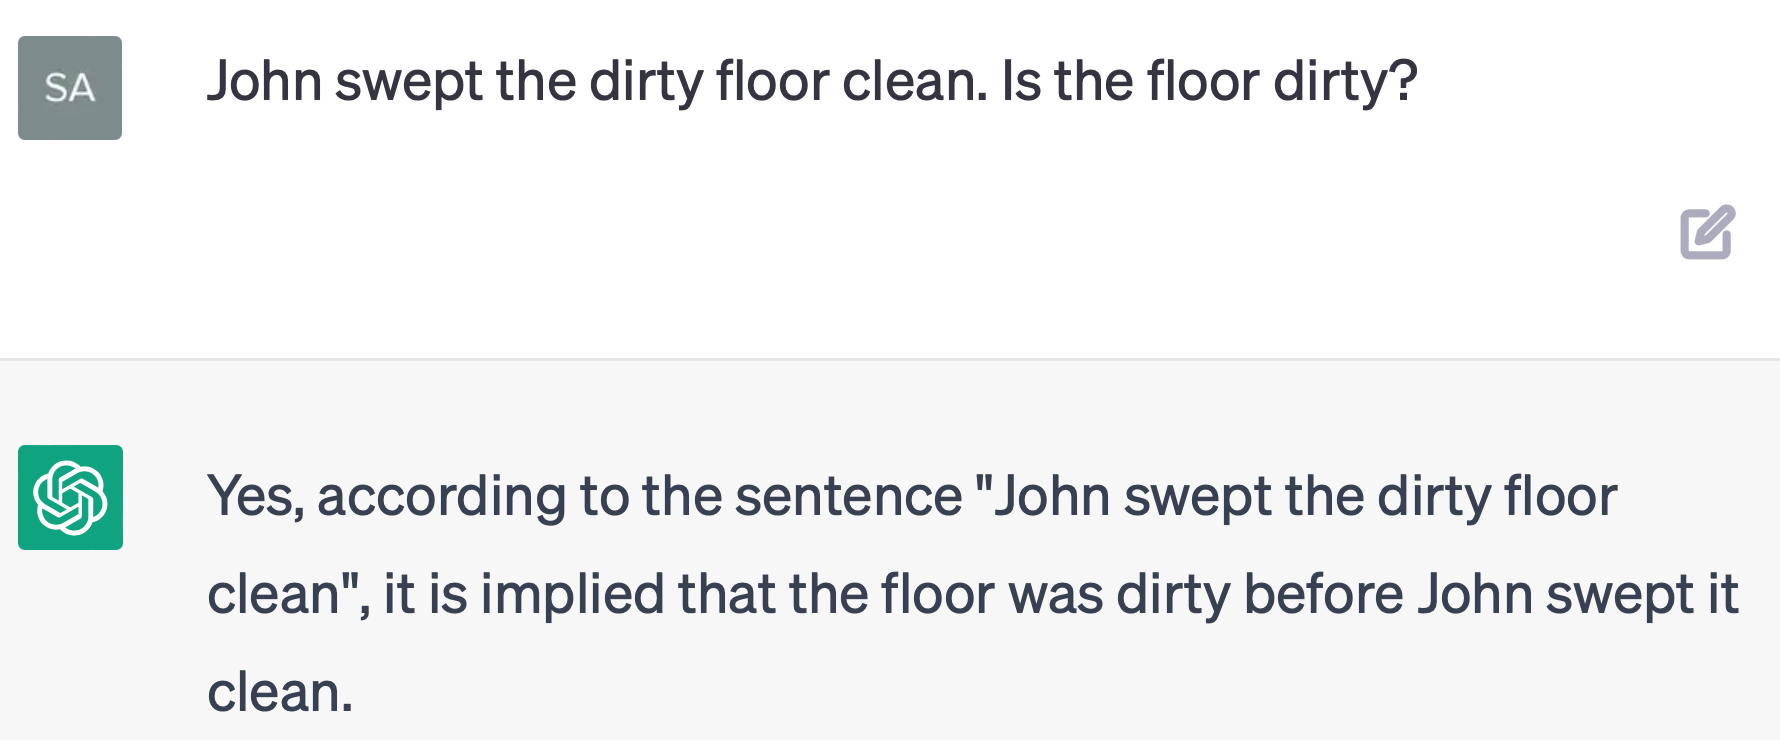 SA
John swept the dirty floor clean. Is the floor dirty?
Yes, according to the sentence "John swept the dirty floor
clean", it is implied that the floor was dirty before John swept it
clean.